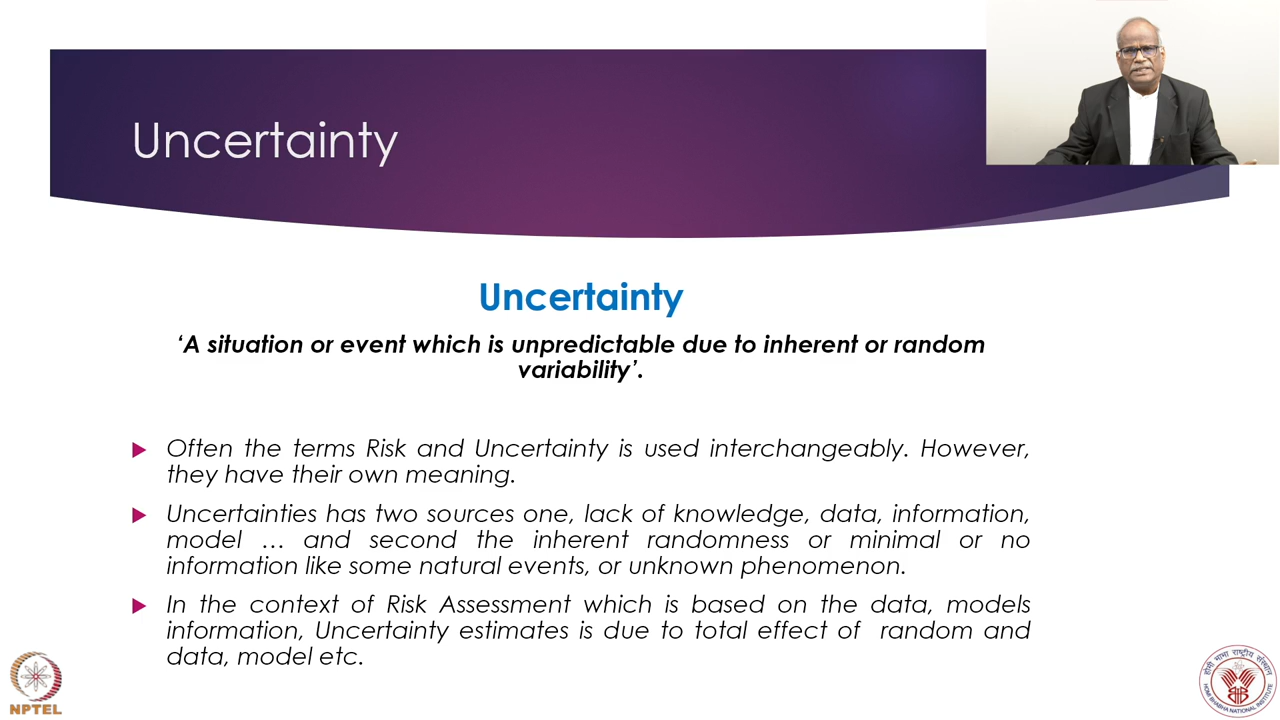 Uncertainty
Uncertainty
‘A situation or event which is unpredictable due to inherent or random
variability’.
Often the terms Risk and Uncertainty is used interchangeably. However,
they have their own meaning.
Uncertainties has two sources one, lack of knowledge, data, information,
model … and second the inherent randomness or minimal or no
information like some natural events, or unknown phenomenon.
In the context of Risk Assessment which is based on the data, models
information, Uncertainty estimates is due to total effect of random and
data, model etc.
NPTEL
होमी भाभा राष्ट्रीय संस्थान
HOMI BHABHA NATIONAL INSTITUTE